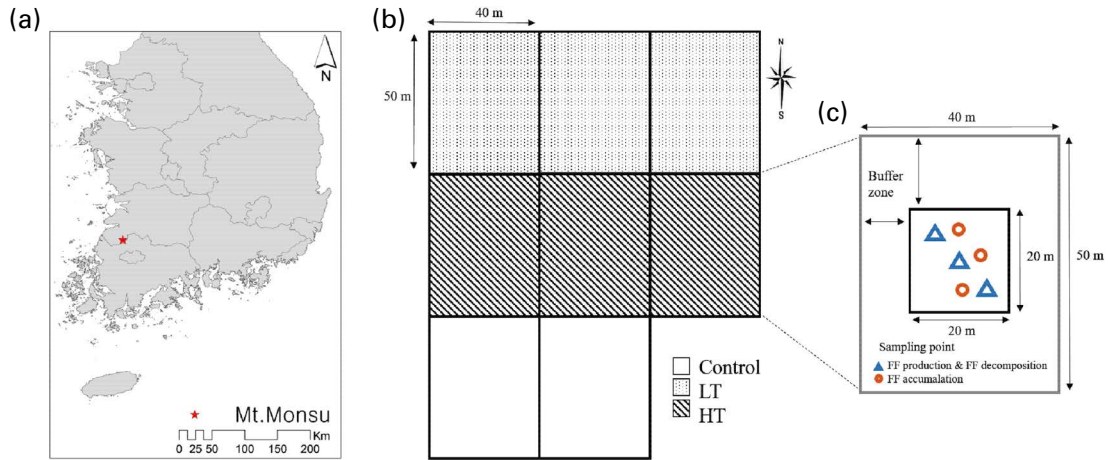 (a)
N
Mt.Monsu
Km
0 25 50 100 150 200
(b)
40 m
50 m
N
S
Control
LT
HT
(c)
40 m
Buffer
zone
20 m
50 m
20 m
Sampling point
FF production & FF decomposition
FF accumalation